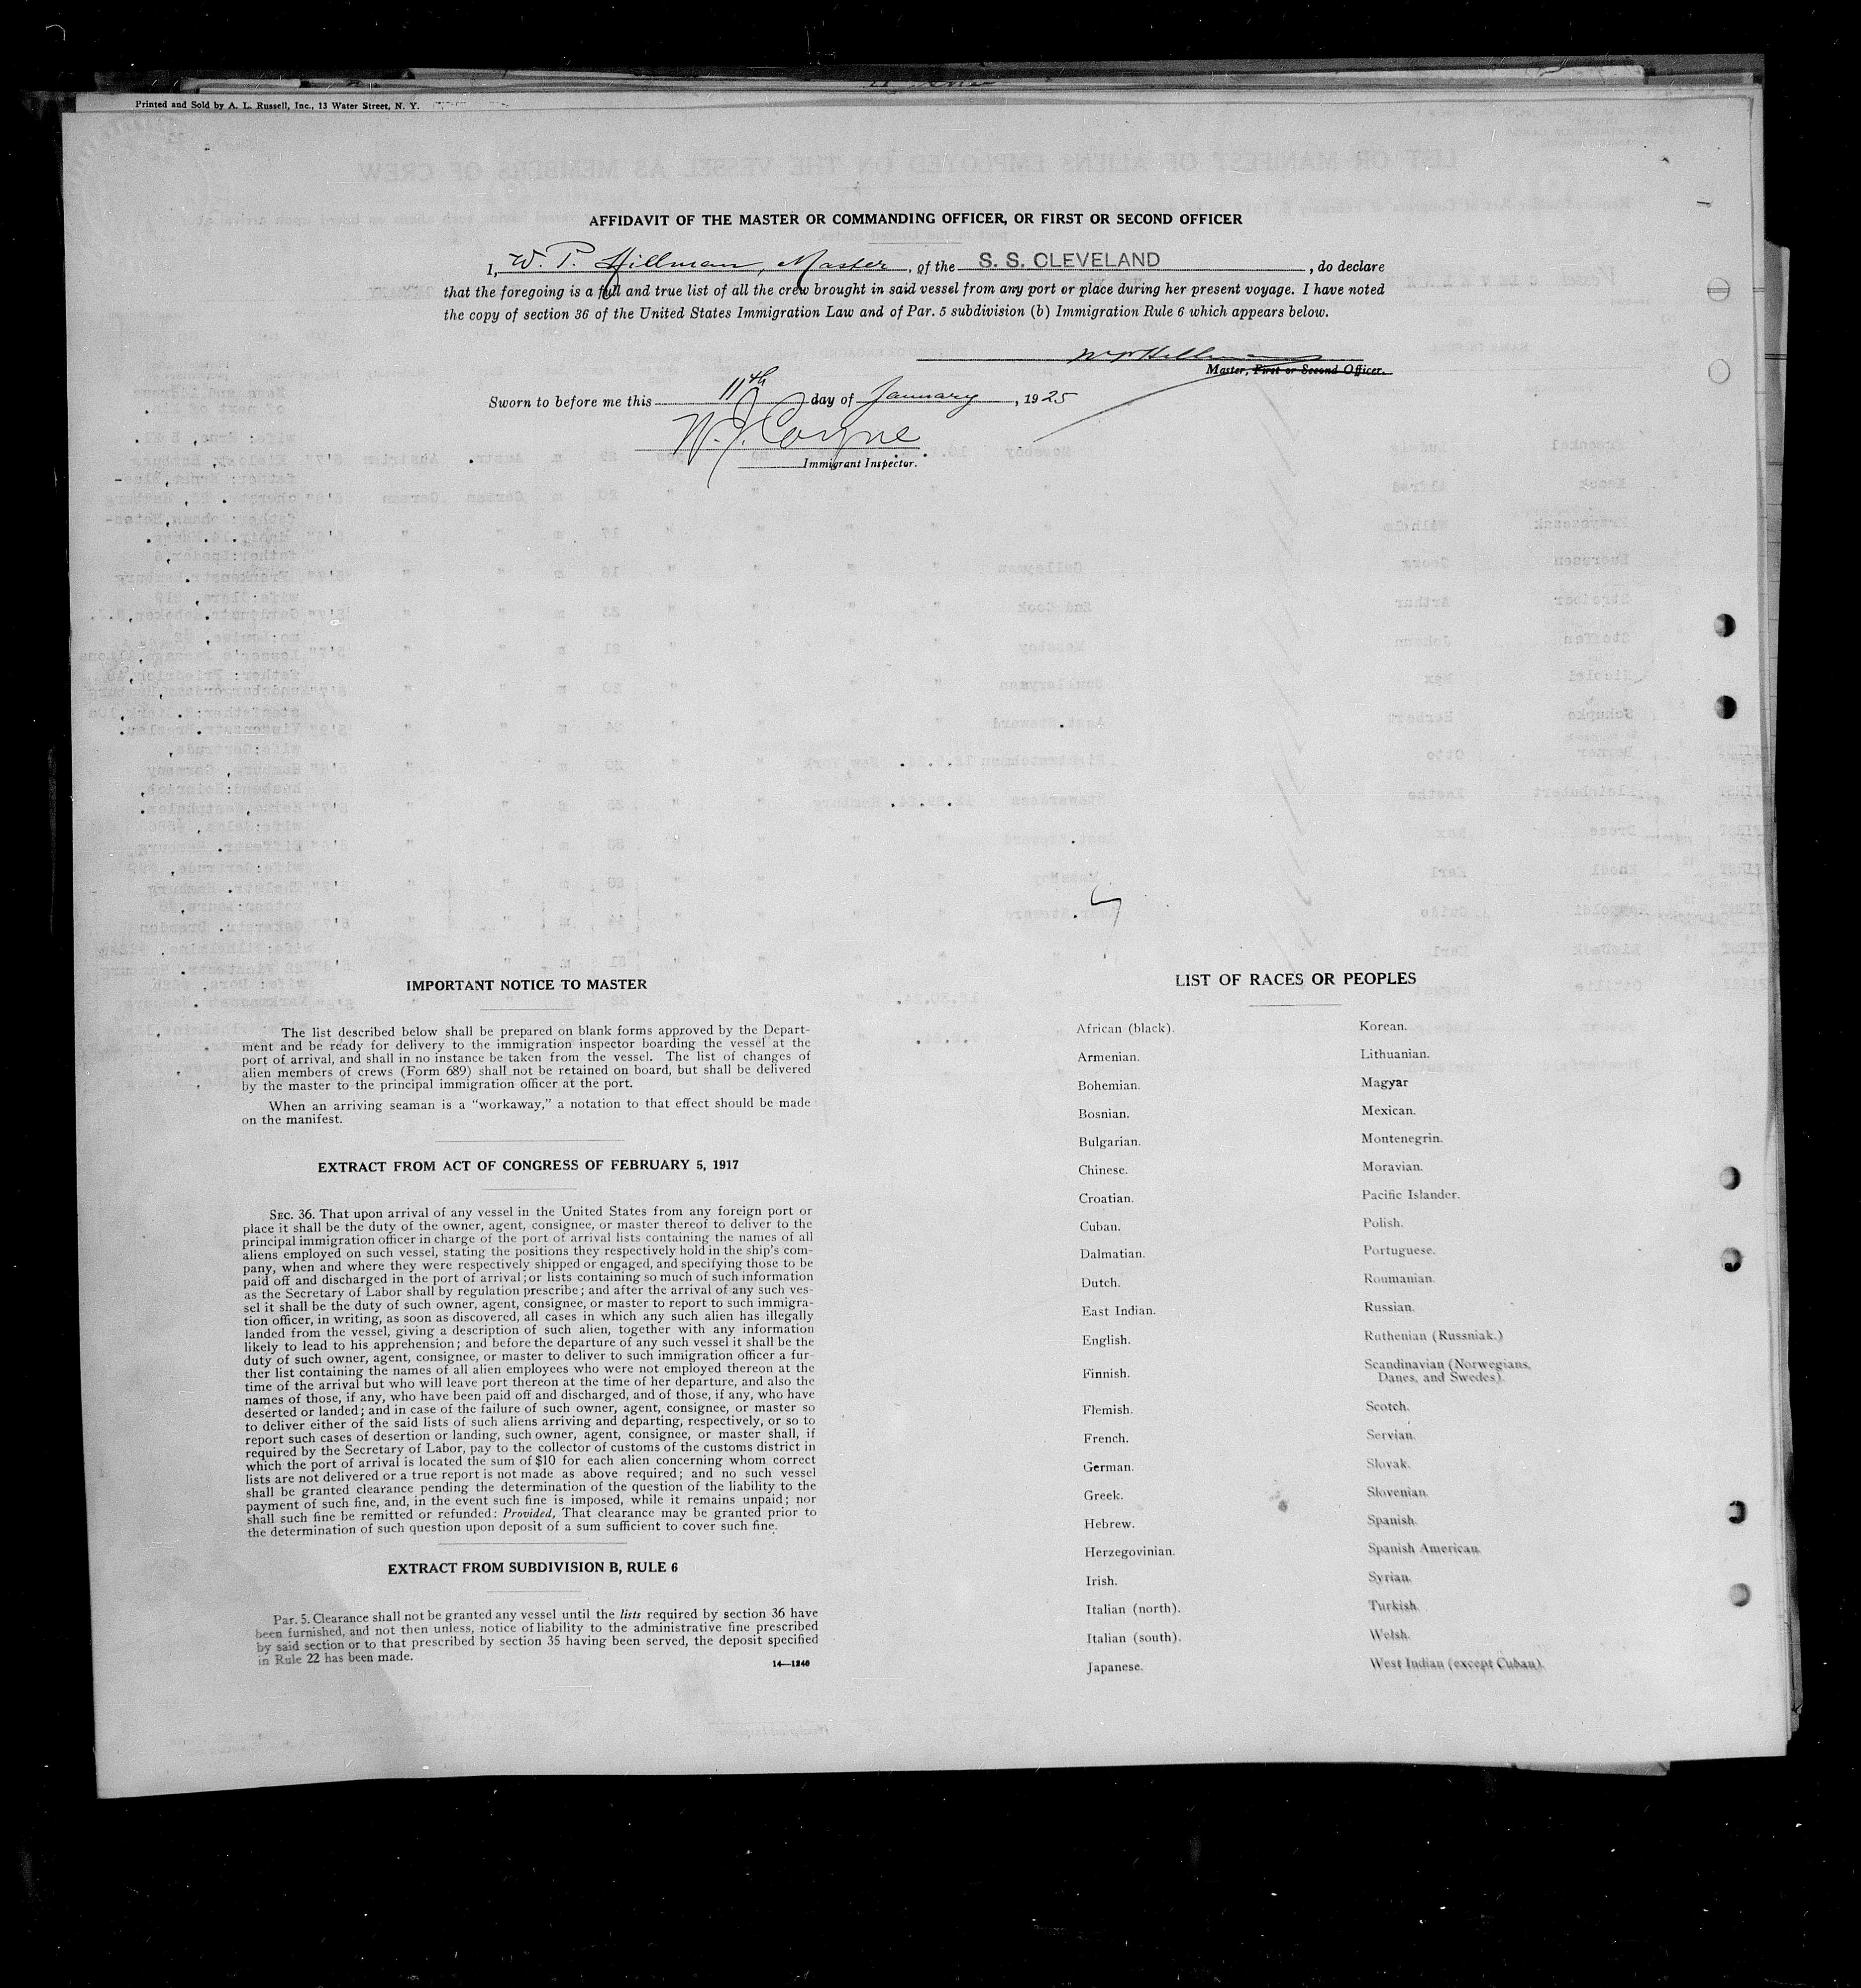 Printed and Sold by A. L. Russell, Inc., 13 Water Street, N. Y.
AFFIDAVIT OF THE MASTER OR COMMANDING OFFICER, OR FIRST OR SECOND OFFICER
I, W. P. Hillman, Master, of the S. S. CLEVELAND, do declare
that the foregoing is a full and true list of all the crew brought in said vessel from any port or place during her present voyage. I have noted
the copy of section 36 of the United States Immigration Law and of Par. 5 subdivision (b) Immigration Rule 6 which appears below.
W P Hillman
Master, First or Second Officer.
Sworn to before me this 11th day of January, 1925
W. J. Coyne
Immigrant Inspector.
IMPORTANT NOTICE TO MASTER
The list described below shall be prepared on blank forms approved by the Depart-
ment and be ready for delivery to the immigration inspector boarding the vessel at the
port of arrival, and shall in no instance be taken from the vessel. The list of changes of
alien members of crews (Form 689) shall not be retained on board, but shall be delivered
by the master to the principal immigration officer at the port.
When an arriving seaman is a "workaway," a notation to that effect should be made
on the manifest.
EXTRACT FROM ACT OF CONGRESS OF FEBRUARY 5, 1917
SEC. 36. That upon arrival of any vessel in the United States from any foreign port or
place it shall be the duty of the owner, agent, consignee, or master thereof to deliver to the
principal immigration officer in charge of the port of arrival lists containing the names of all
aliens employed on such vessel, stating the positions they respectively hold in the ship's com-
pany, when and where they were respectively shipped or engaged, and specifying those to be
paid off and discharged in the port of arrival; or lists containing so much of such information
as the Secretary of Labor shall by regulation prescribe; and after the arrival of any such ves-
sel it shall be the duty of such owner, agent, consignee, or master to report to such immigra-
tion officer, in writing, as soon as discovered, all cases in which any such alien has illegally
landed from the vessel, giving a description of such alien, together with any information
likely to lead to his apprehension; and before the departure of any such vessel it shall be the
duty of such owner, agent, consignee, or master to deliver to such immigration officer a fur-
ther list containing the names of all alien employees who were not employed thereon at the
time of the arrival but who will leave port thereon at the time of her departure, and also the
names of those, if any, who have been paid off and discharged, and of those, if any, who have
deserted or landed; and in case of the failure of such owner, agent, consignee, or master so
to deliver either of the said lists of such aliens arriving and departing, respectively, or so to
report such cases of desertion or landing, such owner, agent, consignee, or master shall, if
required by the Secretary of Labor, pay to the collector of customs of the customs district in
which the port of arrival is located the sum of $10 for each alien concerning whom correct
lists are not delivered or a true report is not made as above required; and no such vessel
shall be granted clearance pending the determination of the question of the liability to the
payment of such fine, and, in the event such fine is imposed, while it remains unpaid; nor
shall such fine be remitted or refunded: Provided, That clearance may be granted prior to
the determination of such question upon deposit of a sum sufficient to cover such fine.
EXTRACT FROM SUBDIVISION B, RULE 6
Par. 5. Clearance shall not be granted any vessel until the lists required by section 36 have
been furnished, and not then unless, notice of liability to the administrative fine prescribed
by said section or to that prescribed by section 35 having been served, the deposit specified
in Rule 22 has been made.
14—1240
LIST OF RACES OR PEOPLES
African (black).
Armenian.
Bohemian.
Bosnian.
Bulgarian.
Chinese.
Croatian.
Cuban.
Dalmatian.
Dutch.
East Indian.
English.
Finnish.
Flemish.
French.
German.
Greek.
Hebrew.
Herzegovinian.
Irish.
Italian (north).
Italian (south).
Japanese.
Korean.
Lithuanian.
Magyar
Mexican.
Montenegrin.
Moravian.
Pacific Islander.
Polish.
Portuguese.
Roumanian.
Russian.
Ruthenian (Russniak.)
Scandinavian (Norwegians,
Danes, and Swedes).
Scotch.
Servian.
Slovak.
Slovenian.
Spanish.
Spanish American.
Syrian.
Turkish.
Welsh.
West Indian (except Cuban).